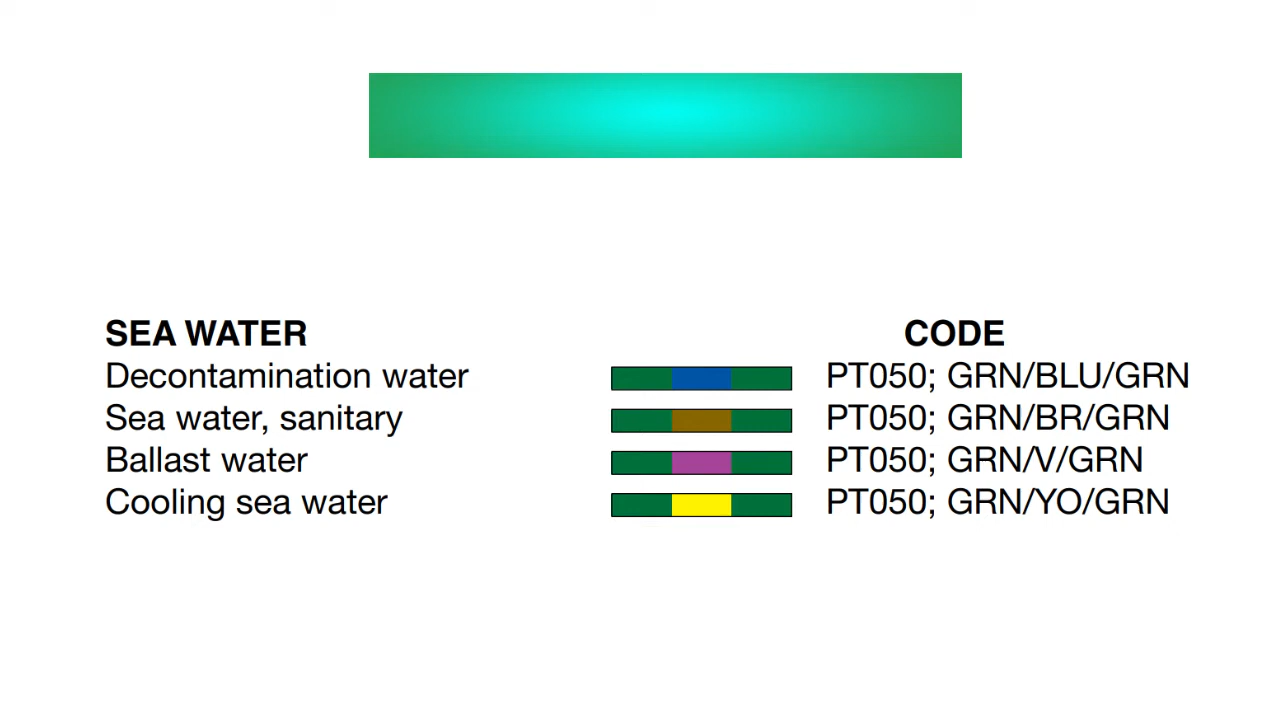 SEA WATER CODE
Decontamination water PT050; GRN/BLU/GRN
Sea water, sanitary PT050; GRN/BR/GRN
Ballast water PT050; GRN/V/GRN
Cooling sea water PT050; GRN/YO/GRN